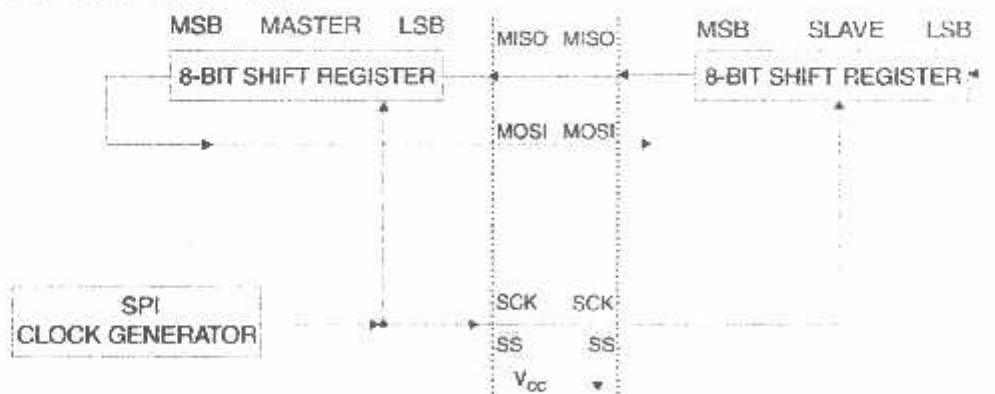 MSB MASTER LSB
8-BIT SHIFT REGISTER
MISO MISO
MSB SLAVE LSB
8-BIT SHIFT REGISTER
MOSI MOSI
SPI
CLOCK GENERATOR
SCK SCK
SS SS
Vcc